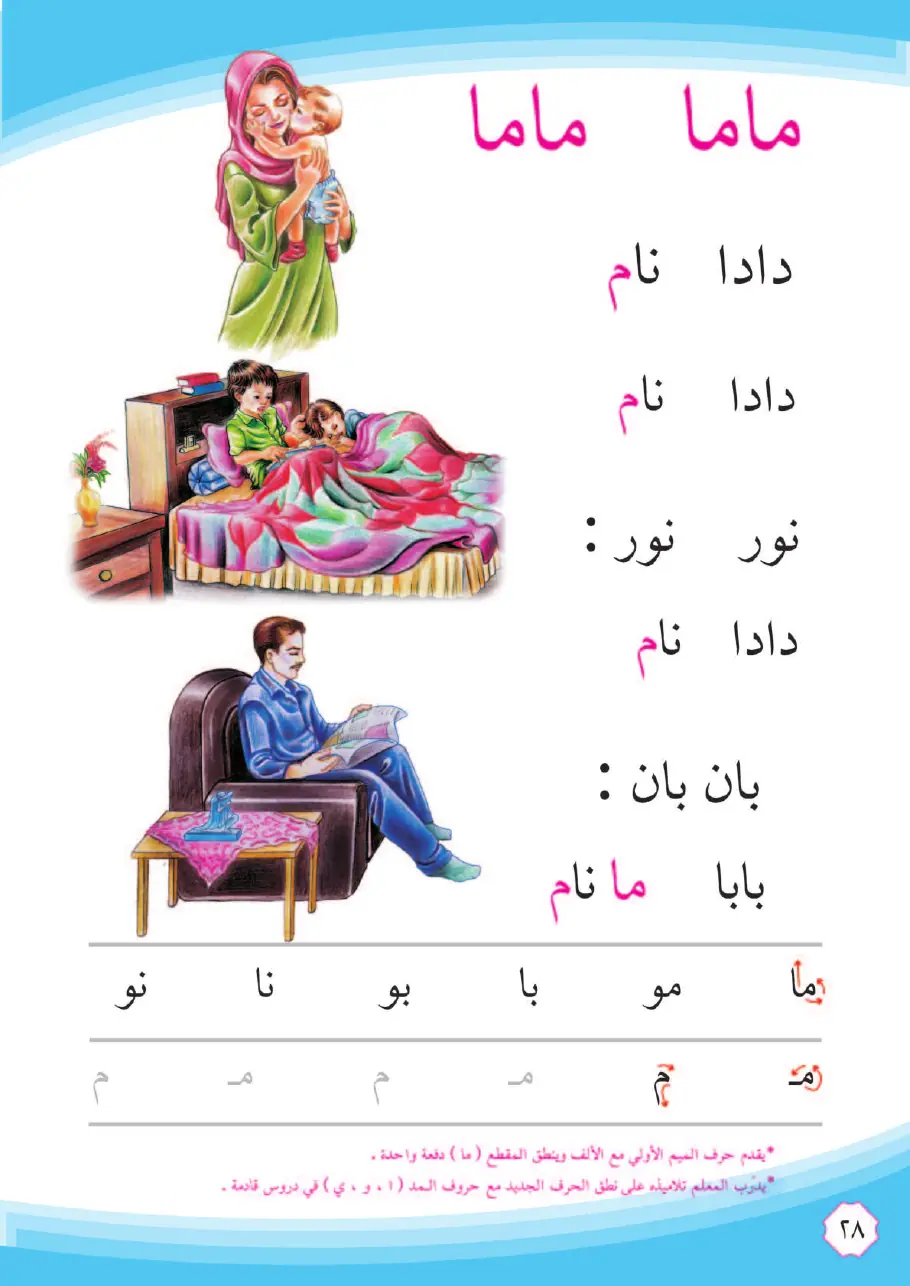 ماما ماما
دادا نام
دادا نام
نور نور :
دادا نام
بان بان :
بابا ما نام
ما مو با بو نا نو
مـ م مـ م مـ م
*يقدم حرف الميم الأولي مع الألف وينطق المقطع ( ما ) دفعة واحدة .
*يدرّب المعلم تلاميذه على نطق الحرف الجديد مع حروف المد ( ا ، و ، ي ) في دروس قادمة .
٢٨